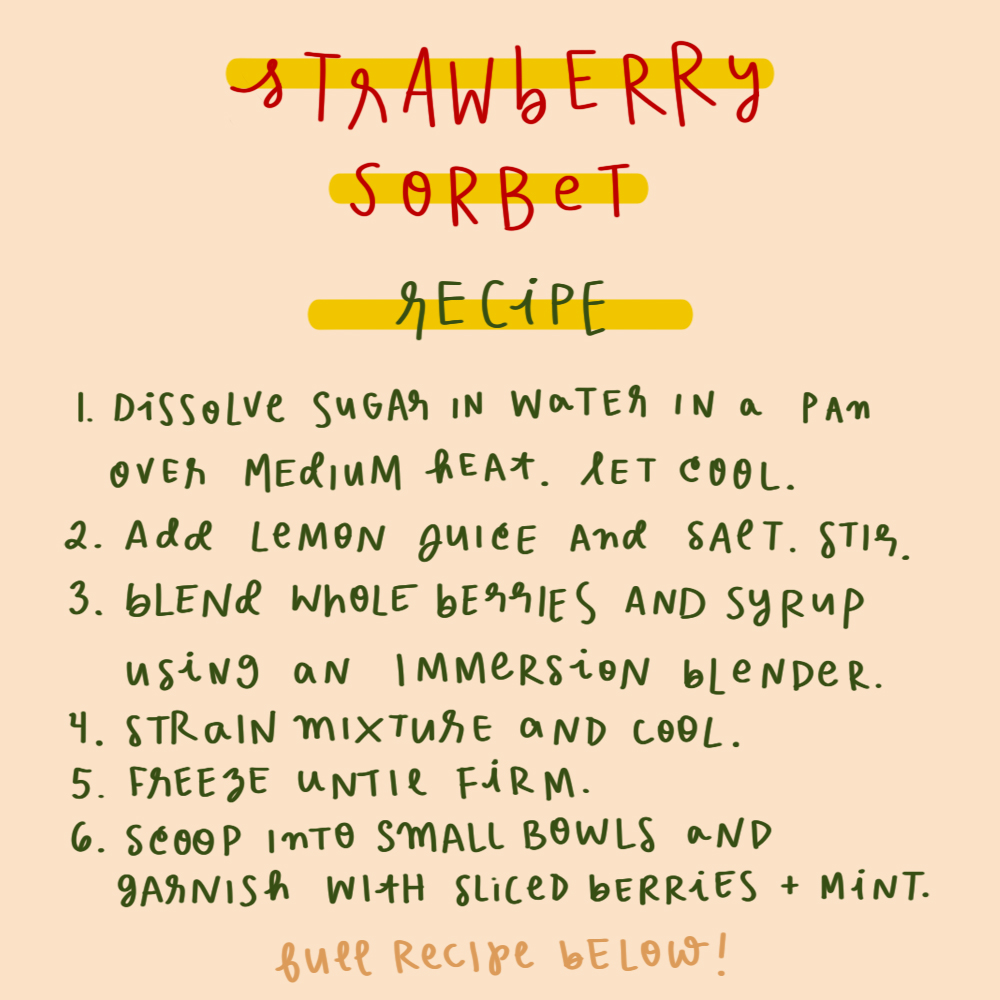 STRAWBERRY
SORBET
RECIPE
1. DISSOLVE SUGAR IN WATER IN A PAN
OVER MEDIUM HEAT. LET COOL.
2. ADD LEMON JUICE AND SALT. STIR.
3. BLEND WHOLE BERRIES AND SYRUP
USING AN IMMERSION BLENDER.
4. STRAIN MIXTURE AND COOL.
5. FREEZE UNTIL FIRM.
6. SCOOP INTO SMALL BOWLS AND
GARNISH WITH SLICED BERRIES + MINT.
FULL RECIPE BELOW!